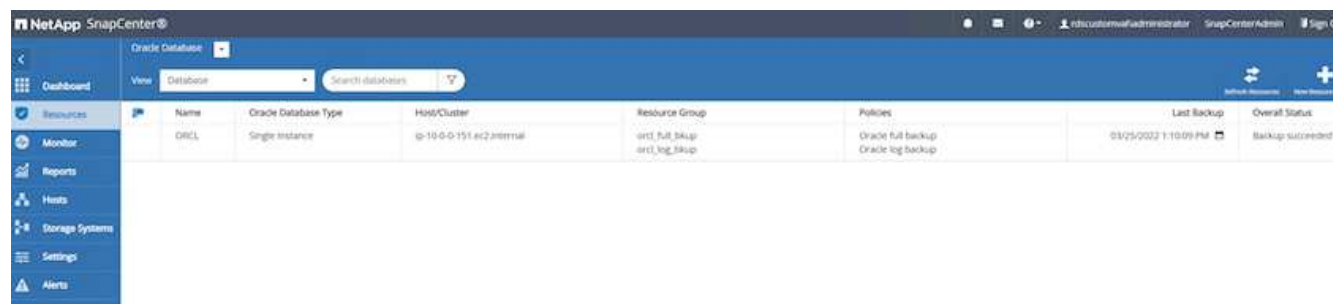 NetApp SnapCenter®
rdscustomval\administrator SnapCenterAdmin Sign
Oracle Database
View Database Search databases
Refresh Resources New Resource
Name Oracle Database Type Host/Cluster Resource Group Policies Last Backup Overall Status
ORCL Single Instance ip-10-0-0-151.ec2.internal orcl_full_bkup Oracle full backup 03/25/2022 1:10:09 PM Backup succeeded
orcl_log_bkup Oracle log backup
Dashboard
Resources
Monitor
Reports
Hosts
Storage Systems
Settings
Alerts